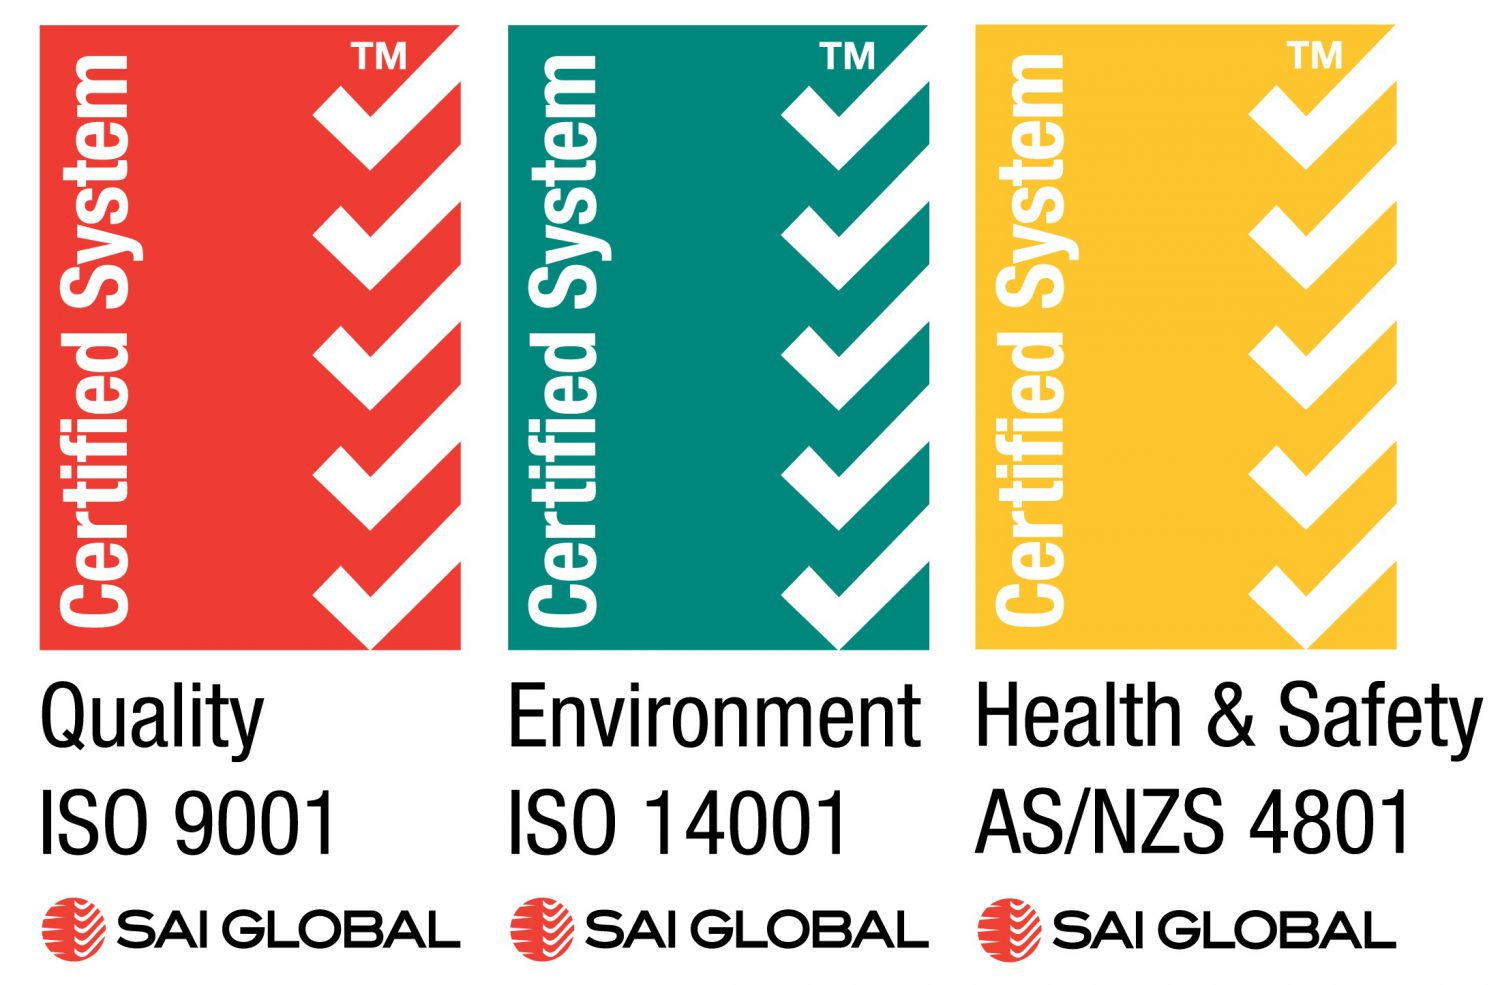 Certified System
TM
Quality
ISO 9001
SAI GLOBAL
Certified System
TM
Environment
ISO 14001
SAI GLOBAL
Certified System
TM
Health & Safety
AS/NZS 4801
SAI GLOBAL